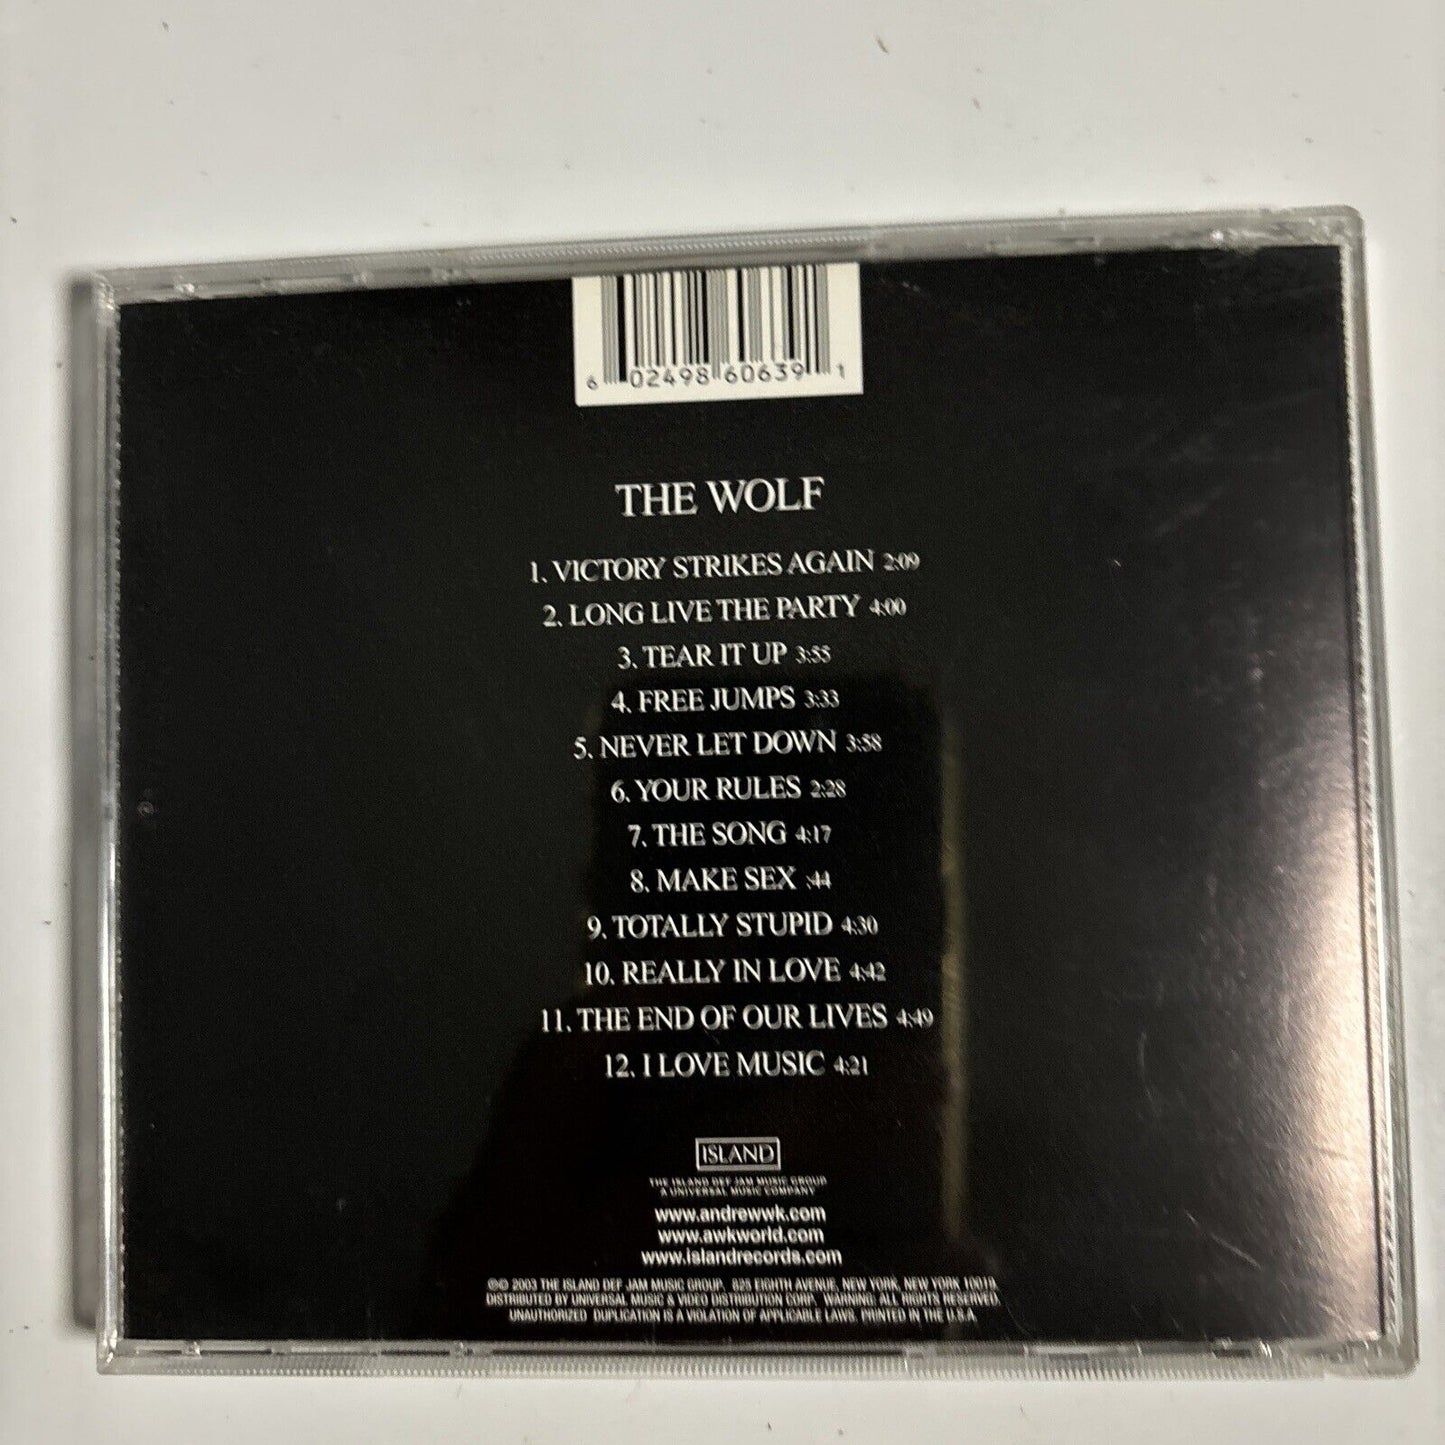 6 02498 60639 1
THE WOLF
1. VICTORY STRIKES AGAIN 2:09
2. LONG LIVE THE PARTY 4:00
3. TEAR IT UP 3:55
4. FREE JUMPS 3:33
5. NEVER LET DOWN 3:58
6. YOUR RULES 2:28
7. THE SONG 4:17
8. MAKE SEX :44
9. TOTALLY STUPID 4:30
10. REALLY IN LOVE 4:42
11. THE END OF OUR LIVES 4:49
12. I LOVE MUSIC 4:21
ISLAND
THE ISLAND DEF JAM MUSIC GROUP
A UNIVERSAL MUSIC COMPANY
www.andrewwk.com
www.awkworld.com
www.islandrecords.com
℗© 2003 THE ISLAND DEF JAM MUSIC GROUP, 825 EIGHTH AVENUE, NEW YORK, NEW YORK 10019.
DISTRIBUTED BY UNIVERSAL MUSIC & VIDEO DISTRIBUTION CORP. WARNING: ALL RIGHTS RESERVED.
UNAUTHORIZED DUPLICATION IS A VIOLATION OF APPLICABLE LAWS. PRINTED IN THE U.S.A.